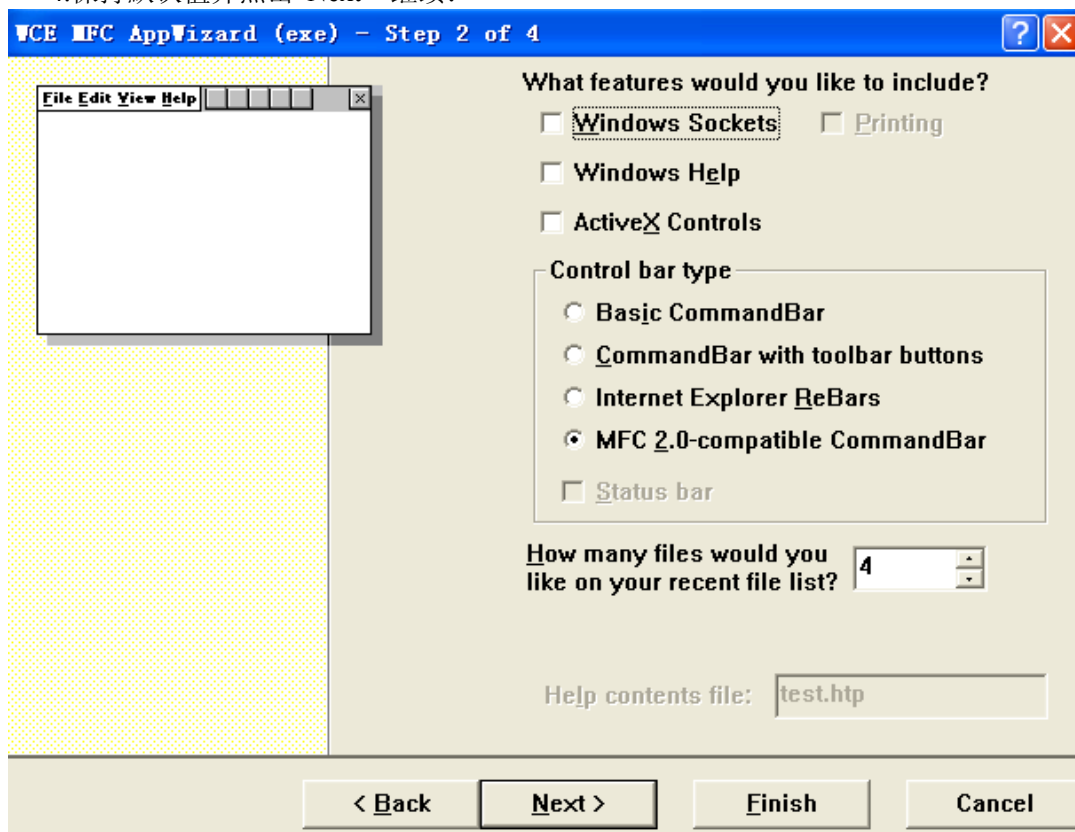 WCE MFC AppWizard (exe) - Step 2 of 4
File Edit View Help
What features would you like to include?
Windows Sockets Printing
Windows Help
ActiveX Controls
Control bar type
Basic CommandBar
CommandBar with toolbar buttons
Internet Explorer ReBars
MFC 2.0-compatible CommandBar
Status bar
How many files would you
like on your recent file list? 4
Help contents file: test.htp
< Back Next > Finish Cancel